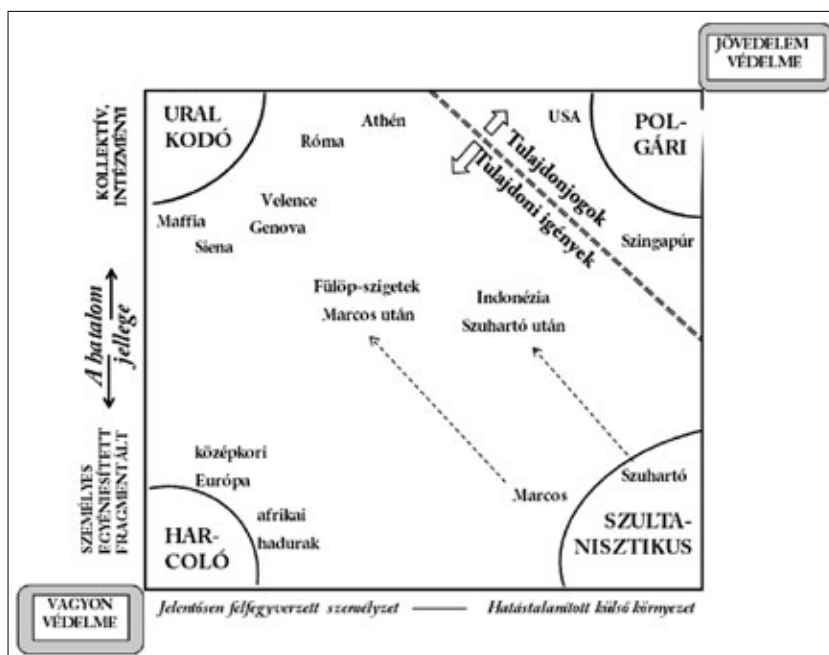 JÖVEDELEM
VÉDELME
KOLLEKTÍV,
INTÉZMÉNYI
URAL
KODÓ
Athén
Róma
USA
POL-
GÁRI
Tulajdonjogok
Tulajdoni igények
Velence
Maffia
Genova
Siena
Szingapúr
A hatalom
jellege
Fülöp-szigetek
Marcos után
Indonézia
Szuhartó után
SZEMÉLYES
EGYÉNIESÍTETT
FRAGMENTÁLT
középkori
Európa
Szuhartó
Marcos
afrikai
hadurak
HAR-
COLÓ
SZULTA-
NISZTIKUS
VAGYON
VÉDELME
Jelentősen felfegyverzett személyzet
Hatástalanított külső környezet